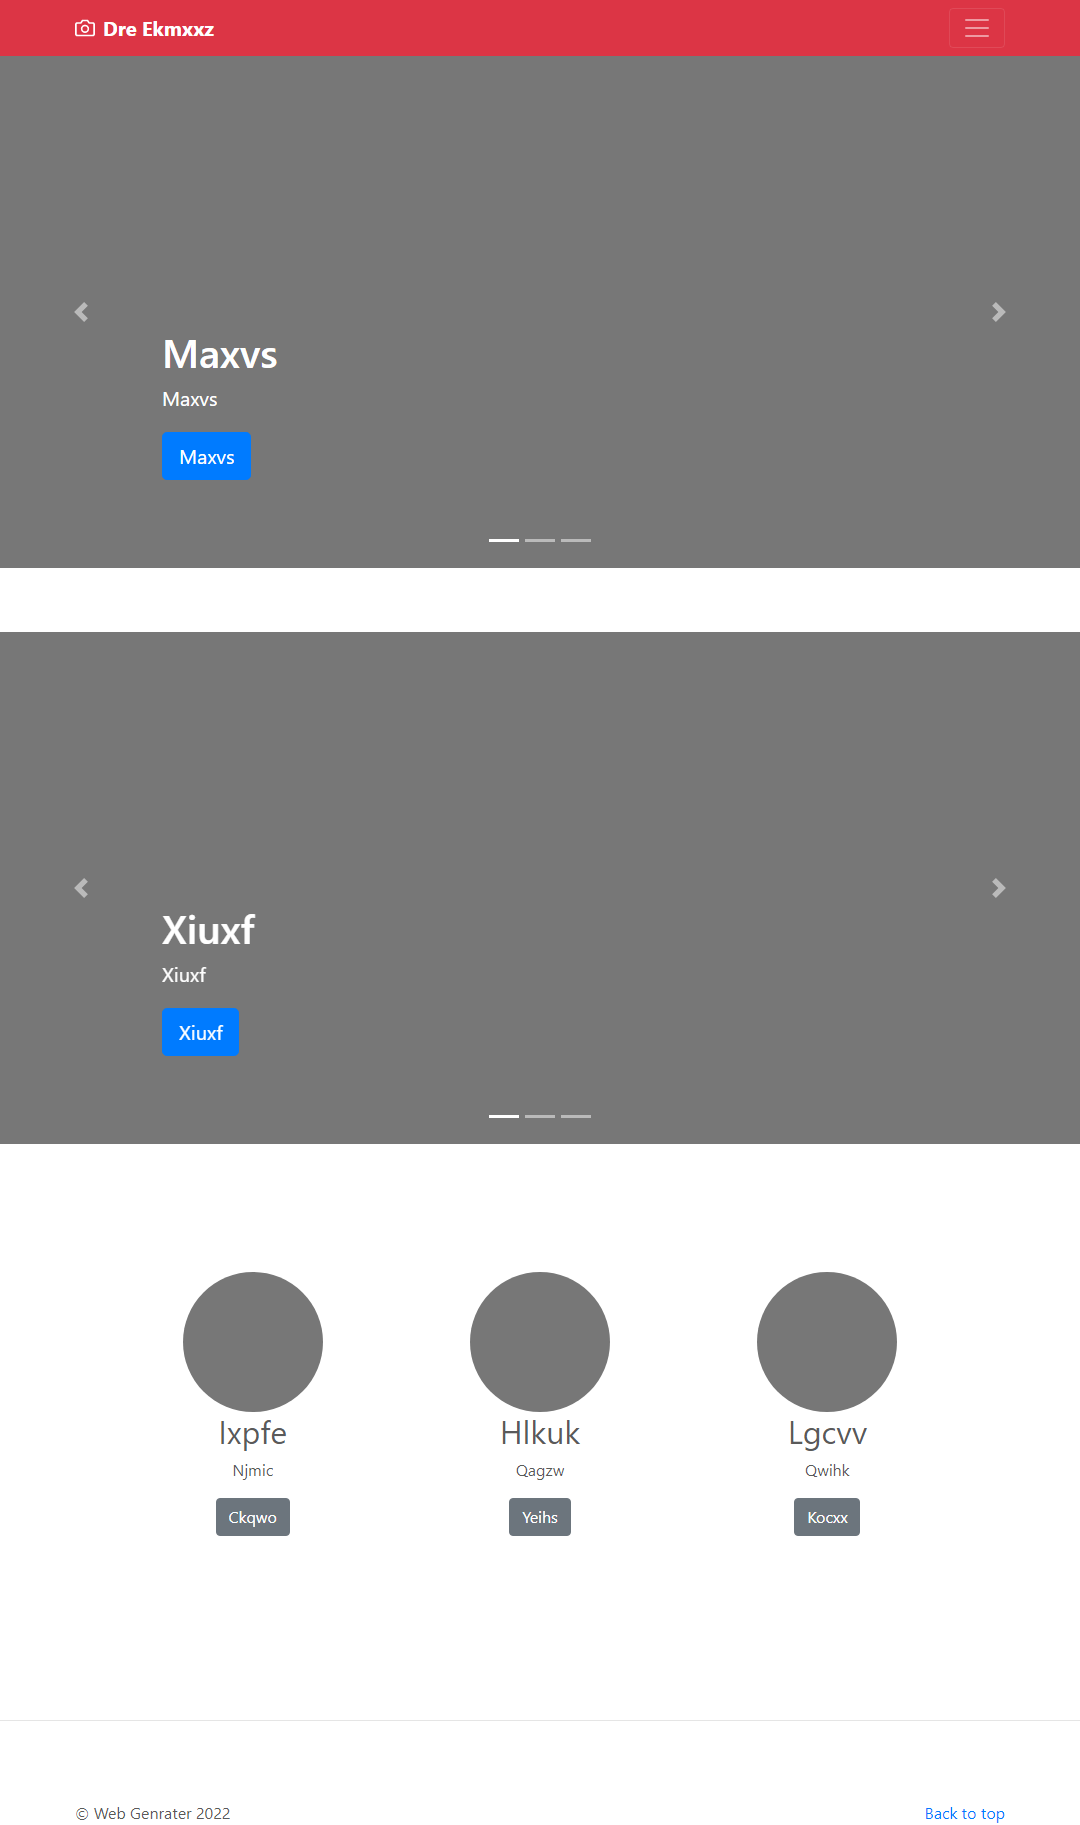 Dre Ekmxxz
Maxvs
Maxvs
Maxvs
Xiuxf
Xiuxf
Xiuxf
Ixpfe Hlkuk Lgcvv
Njmic Qagzw Qwihk
Ckqwo Yeihs Kocxx
© Web Genrater 2022 Back to top